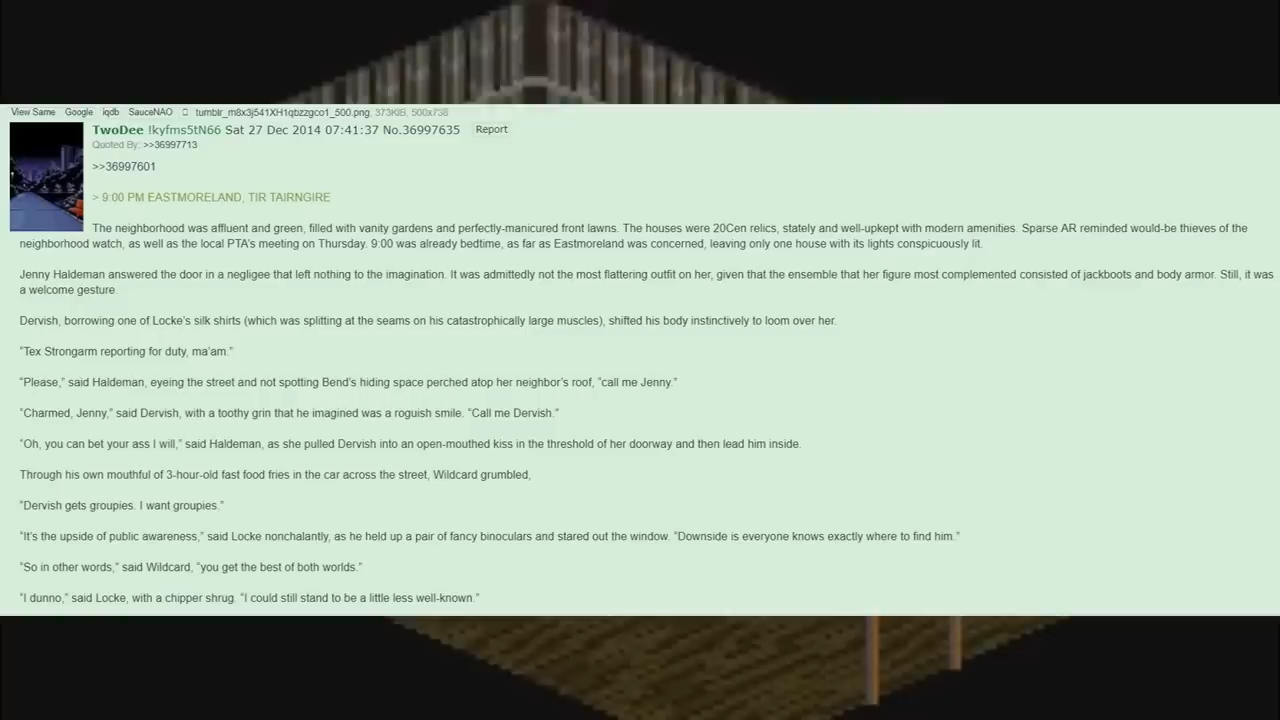 View Same Google iqdb SauceNAO tumblr_m8x3j541XH1qbzzgco1_500.png, 373KiB, 500x738
TwoDee !kyfms5tN66 Sat 27 Dec 2014 07:41:37 No.36997635 Report
Quoted By: >>36997713
>>36997601
> 9:00 PM EASTMORELAND, TIR TAIRNGIRE
The neighborhood was affluent and green, filled with vanity gardens and perfectly-manicured front lawns. The houses were 20Cen relics, stately and well-upkept with modern amenities. Sparse AR reminded would-be thieves of the
neighborhood watch, as well as the local PTA's meeting on Thursday. 9:00 was already bedtime, as far as Eastmoreland was concerned, leaving only one house with its lights conspicuously lit.
Jenny Haldeman answered the door in a negligee that left nothing to the imagination. It was admittedly not the most flattering outfit on her, given that the ensemble that her figure most complemented consisted of jackboots and body armor. Still, it was
a welcome gesture.
Dervish, borrowing one of Locke's silk shirts (which was splitting at the seams on his catastrophically large muscles), shifted his body instinctively to loom over her.
"Tex Strongarm reporting for duty, ma'am."
"Please," said Haldeman, eyeing the street and not spotting Bend's hiding space perched atop her neighbor's roof, "call me Jenny."
"Charmed, Jenny," said Dervish, with a toothy grin that he imagined was a roguish smile. "Call me Dervish."
"Oh, you can bet your ass I will," said Haldeman, as she pulled Dervish into an open-mouthed kiss in the threshold of her doorway and then lead him inside.
Through his own mouthful of 3-hour-old fast food fries in the car across the street, Wildcard grumbled,
"Dervish gets groupies. I want groupies."
"It's the upside of public awareness," said Locke nonchalantly, as he held up a pair of fancy binoculars and stared out the window. "Downside is everyone knows exactly where to find him."
"So in other words," said Wildcard, "you get the best of both worlds."
"I dunno," said Locke, with a chipper shrug. "I could still stand to be a little less well-known."